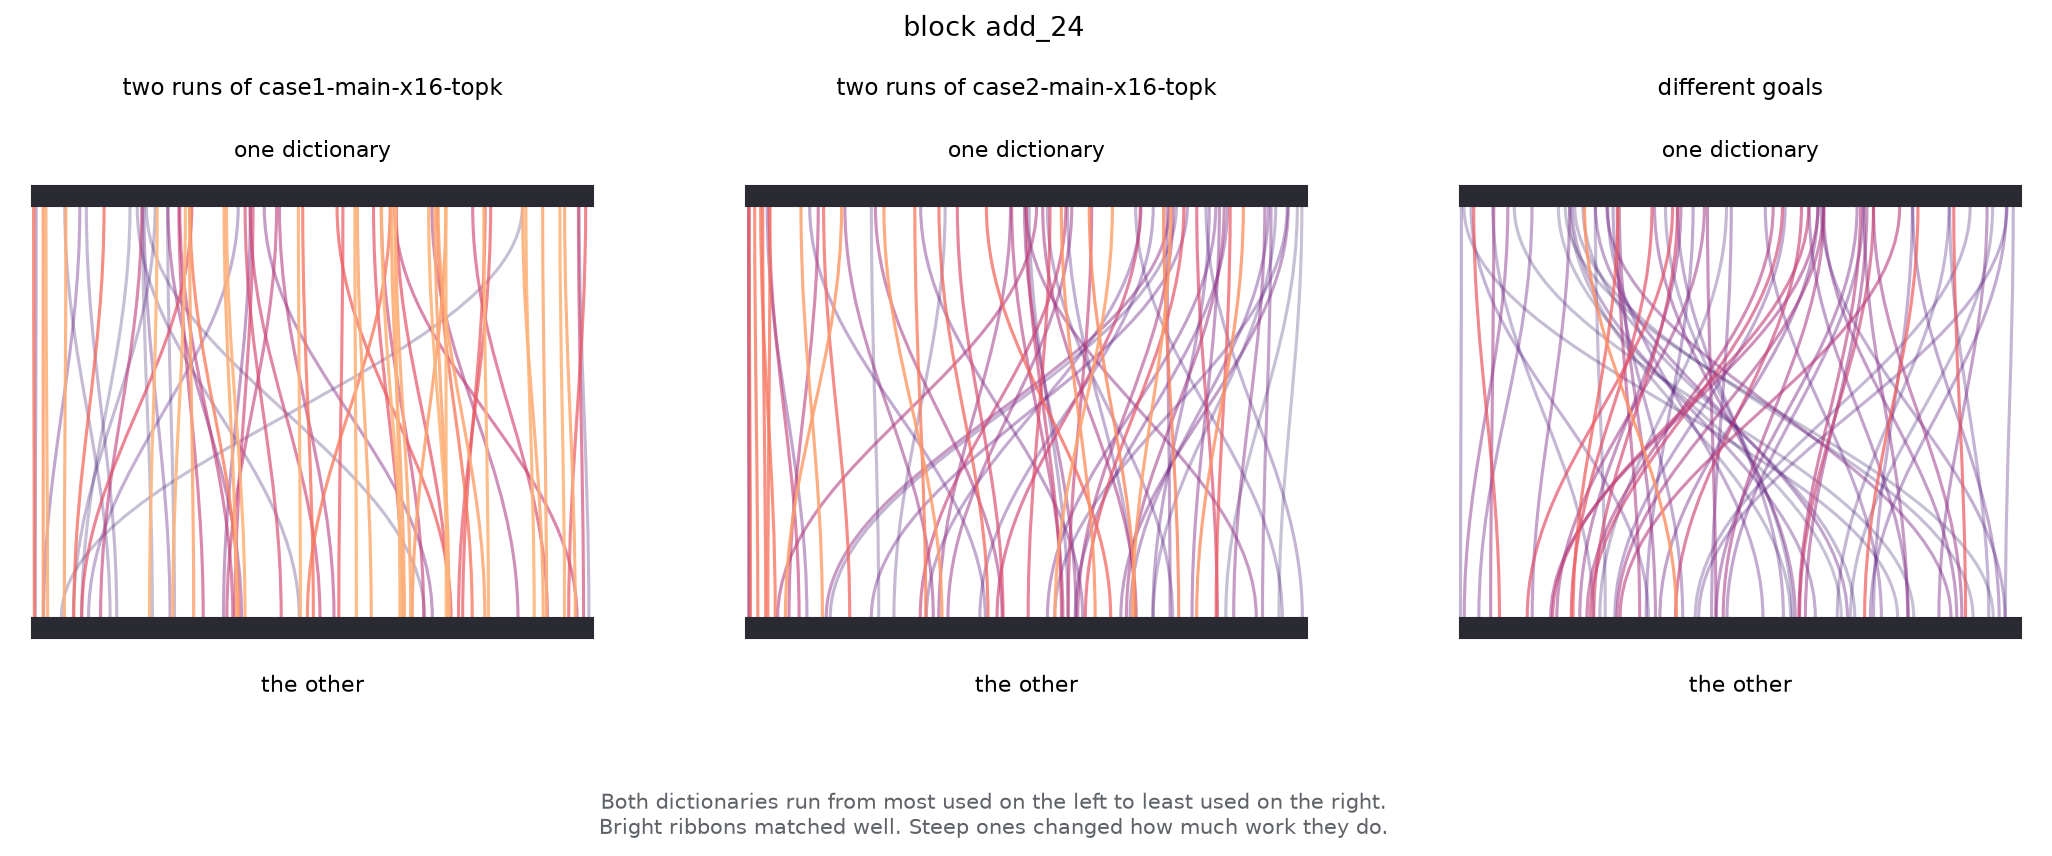 block add_24
two runs of case1-main-x16-topk
two runs of case2-main-x16-topk
different goals
one dictionary
one dictionary
one dictionary
the other
the other
the other
Both dictionaries run from most used on the left to least used on the right.
Bright ribbons matched well. Steep ones changed how much work they do.